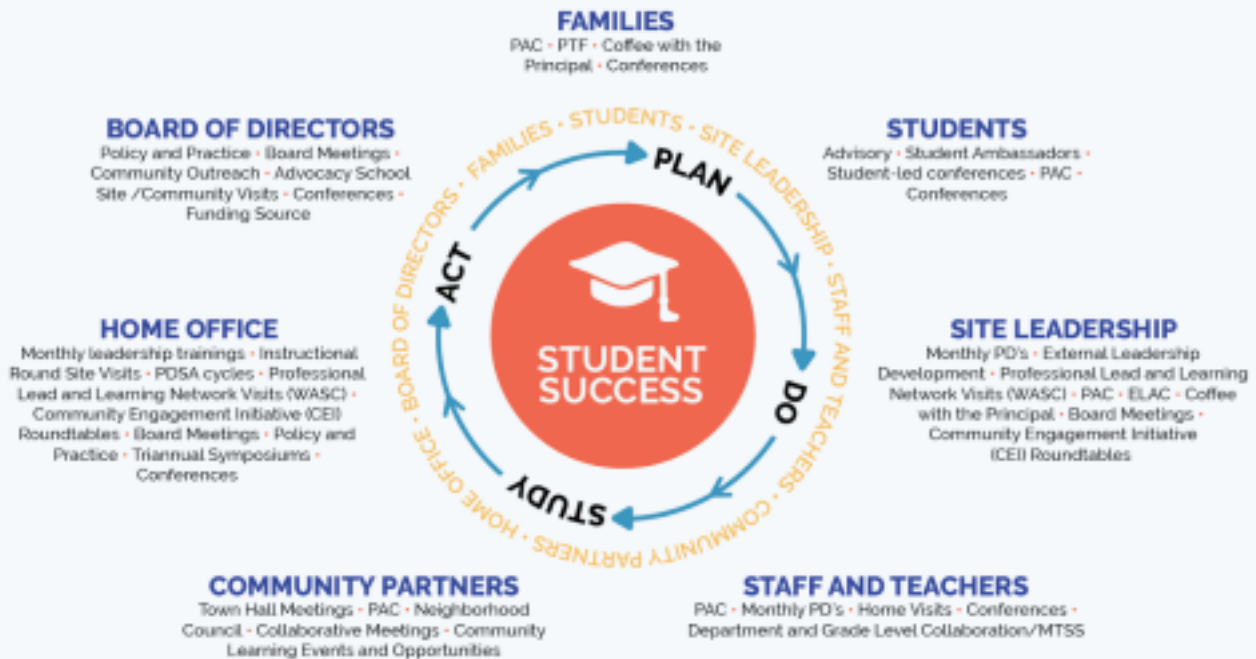 FAMILIES
PAC • PTF • Coffee with the
Principal • Conferences
BOARD OF DIRECTORS
Policy and Practice • Board Meetings •
Community Outreach • Advocacy School
Site /Community Visits • Conferences •
Funding Source
STUDENTS
Advisory • Student Ambassadors •
Student-led conferences • PAC •
Conferences
FAMILIES • STUDENTS • SITE LEADERSHIP • STAFF AND TEACHERS • COMMUNITY PARTNERS • HOME OFFICE • BOARD OF DIRECTORS •
PLAN
DO
STUDY
ACT
STUDENT
SUCCESS
HOME OFFICE
Monthly leadership trainings • Instructional
Round Site Visits • PDSA cycles • Professional
Lead and Learning Network Visits (WASC) •
Community Engagement Initiative (CEI)
Roundtables • Board Meetings • Policy and
Practice • Triannual Symposiums •
Conferences
SITE LEADERSHIP
Monthly PD's • External Leadership
Development • Professional Lead and Learning
Network Visits (WASC) • PAC • ELAC • Coffee
with the Principal • Board Meetings •
Community Engagement Initiative
(CEI) Roundtables
COMMUNITY PARTNERS
Town Hall Meetings • PAC • Neighborhood
Council • Collaborative Meetings • Community
Learning Events and Opportunities
STAFF AND TEACHERS
PAC • Monthly PD's • Home Visits • Conferences •
Department and Grade Level Collaboration/MTSS